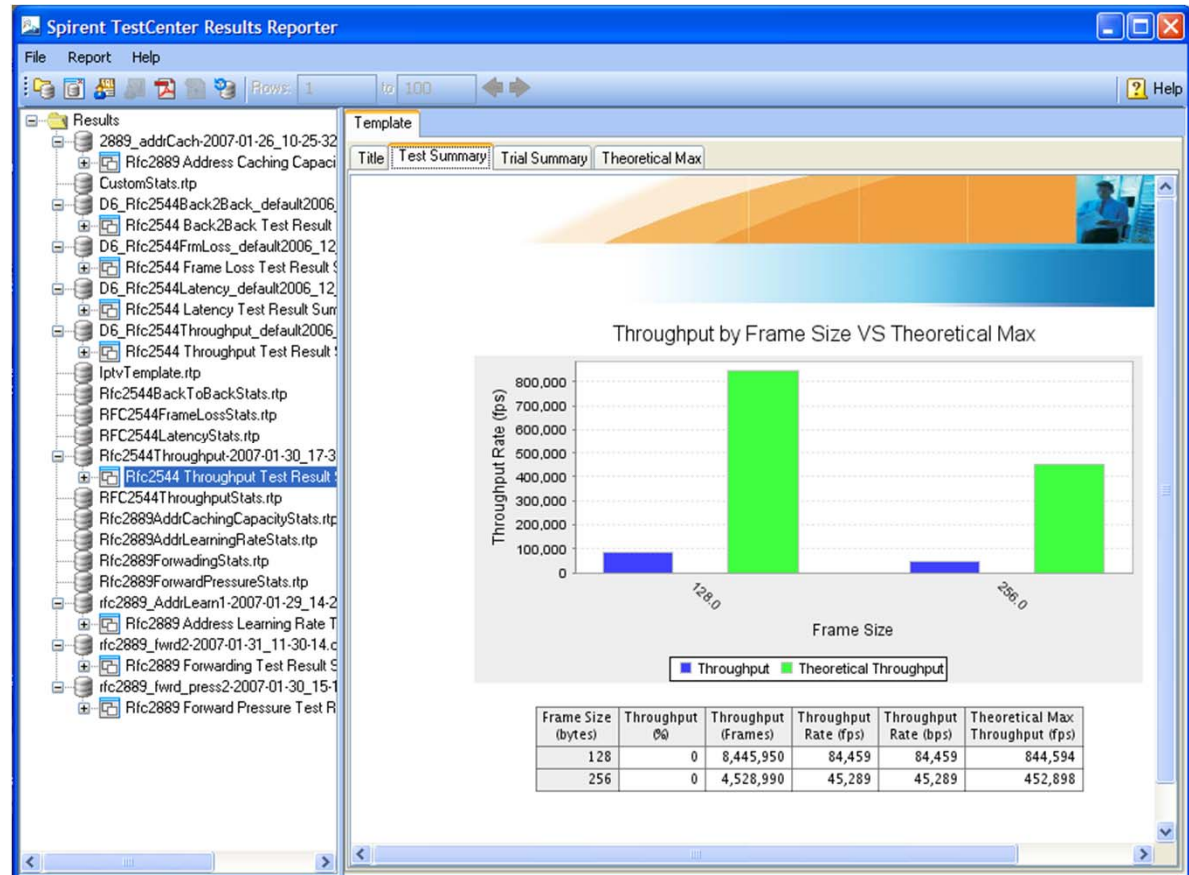 Spirent TestCenter Results Reporter
File Report Help
Rows: 1 to 100 Help
Results
2889_addrCach-2007-01-26_10-25-32
Rfc2889 Address Caching Capaci
CustomStats.rtp
D6_Rfc2544Back2Back_default2006_
Rfc2544 Back2Back Test Result
D6_Rfc2544FrmLoss_default2006_12_
Rfc2544 Frame Loss Test Result S
D6_Rfc2544Latency_default2006_12_
Rfc2544 Latency Test Result Sum
D6_Rfc2544Throughput_default2006_
Rfc2544 Throughput Test Result S
IptvTemplate.rtp
Rfc2544BackToBackStats.rtp
RFC2544FrameLossStats.rtp
RFC2544LatencyStats.rtp
Rfc2544Throughput-2007-01-30_17-3
Rfc2544 Throughput Test Result S
RFC2544ThroughputStats.rtp
Rfc2889AddrCachingCapacityStats.rtp
Rfc2889AddrLearningRateStats.rtp
Rfc2889ForwadingStats.rtp
Rfc2889ForwardPressureStats.rtp
rfc2889_AddrLearn1-2007-01-29_14-2
Rfc2889 Address Learning Rate T
rfc2889_fwrd2-2007-01-31_11-30-14.c
Rfc2889 Forwarding Test Result S
rfc2889_fwrd_press2-2007-01-30_15-1
Rfc2889 Forward Pressure Test R
Template
Title Test Summary Trial Summary Theoretical Max
Throughput by Frame Size VS Theoretical Max
Throughput Rate (fps)
800,000
700,000
600,000
500,000
400,000
300,000
200,000
100,000
0
128.0 256.0
Frame Size
Throughput Theoretical Throughput
Frame Size (bytes) Throughput (%) Throughput (Frames) Throughput Rate (fps) Throughput Rate (bps) Theoretical Max Throughput (fps)
128 0 8,445,950 84,459 84,459 844,594
256 0 4,528,990 45,289 45,289 452,898